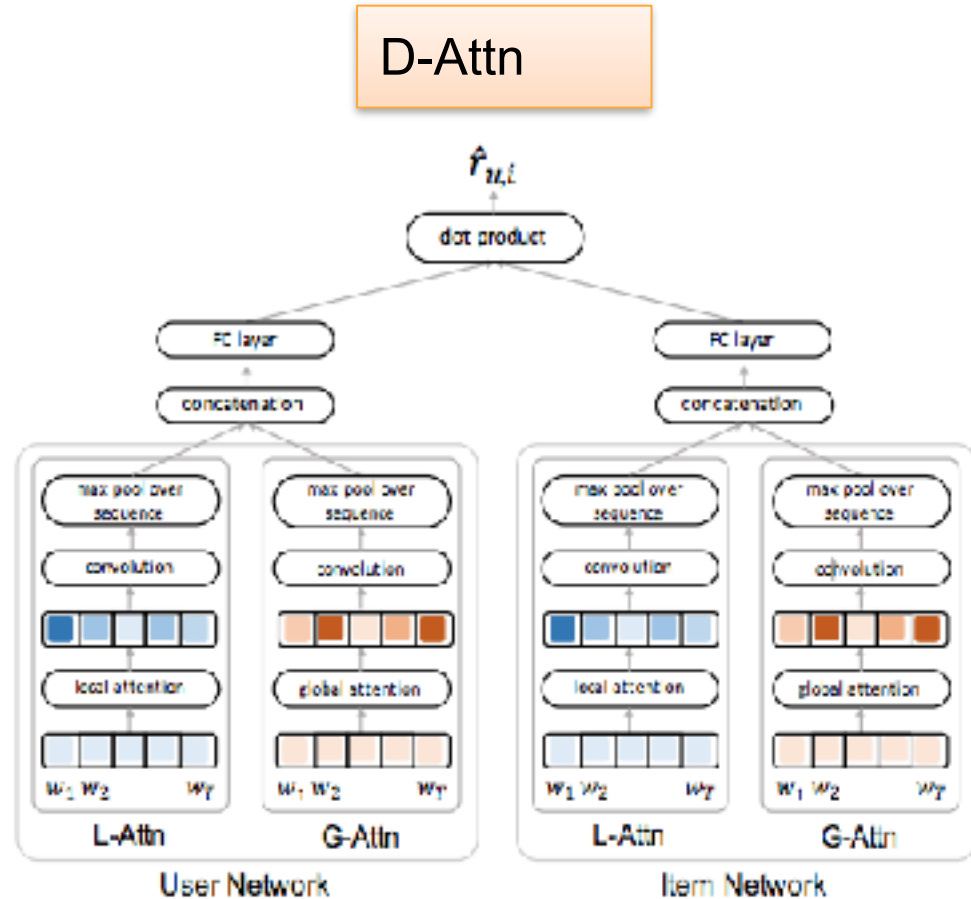 D-Attn
r̂u,i
dot product
FC layer
FC layer
concatenation
concatenation
max pool over
sequence
max pool over
sequence
max pool over
sequence
max pool over
sequence
convolution
convolution
convolution
convolution
local attention
global attention
local attention
global attention
w1 w2 wT
w1 w2 wT
w1 w2 wT
w1 w2 wT
L-Attn
G-Attn
L-Attn
G-Attn
User Network
Item Network